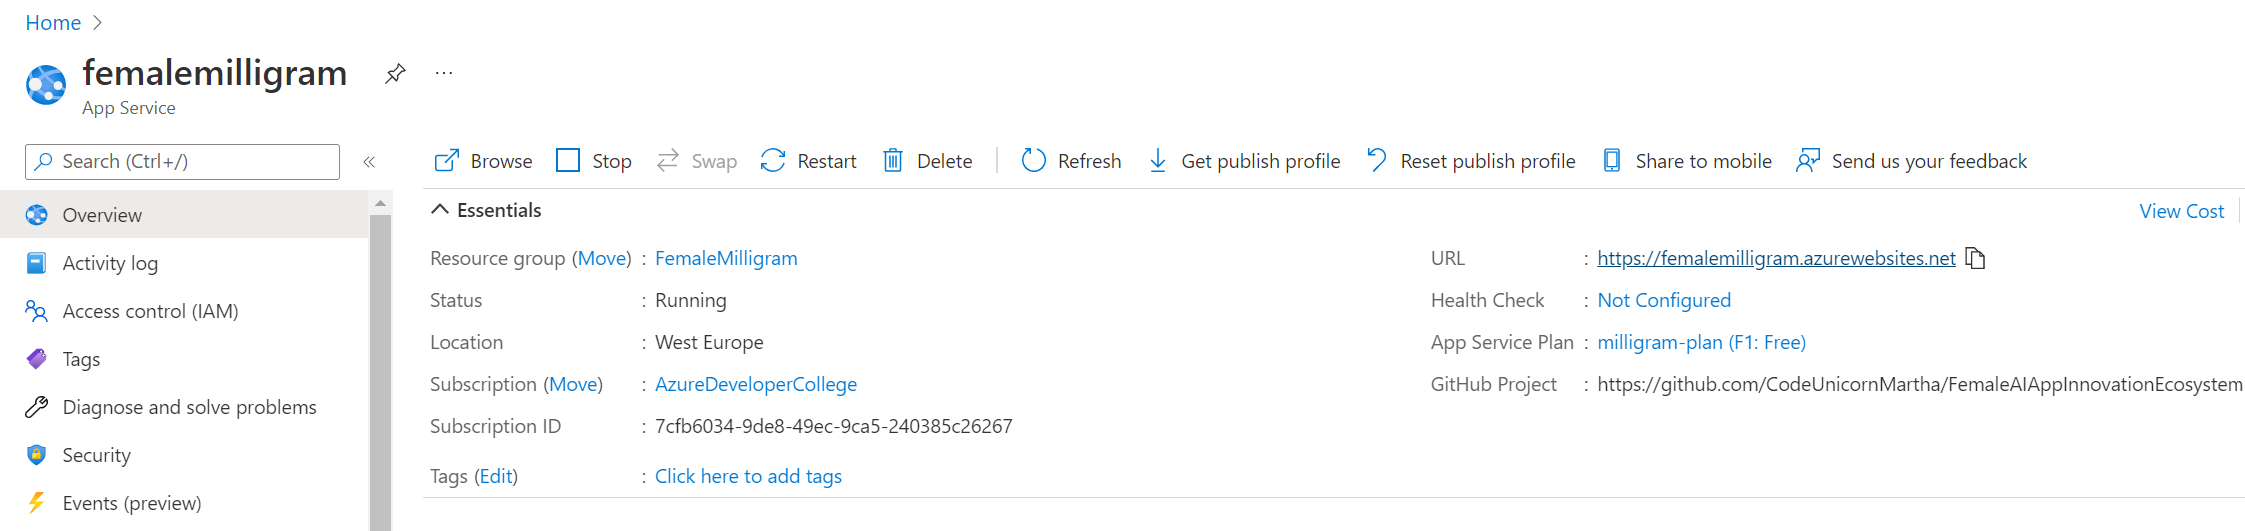 Home
femalemilligram
App Service
Search (Ctrl+/)
Browse Stop Swap Restart Delete Refresh Get publish profile Reset publish profile Share to mobile Send us your feedback
Overview
Activity log
Access control (IAM)
Tags
Diagnose and solve problems
Security
Events (preview)
Essentials
View Cost
Resource group (Move) : FemaleMilligram
Status : Running
Location : West Europe
Subscription (Move) : AzureDeveloperCollege
Subscription ID : 7cfb6034-9de8-49ec-9ca5-240385c26267
Tags (Edit) : Click here to add tags
URL : https://femalemilligram.azurewebsites.net
Health Check : Not Configured
App Service Plan : milligram-plan (F1: Free)
GitHub Project : https://github.com/CodeUnicornMartha/FemaleAIAppInnovationEcosystem